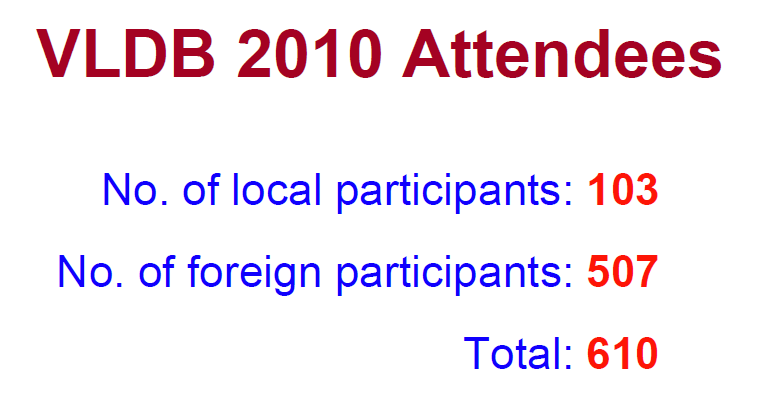 VLDB 2010 Attendees
No. of local participants: 103
No. of foreign participants: 507
Total: 610